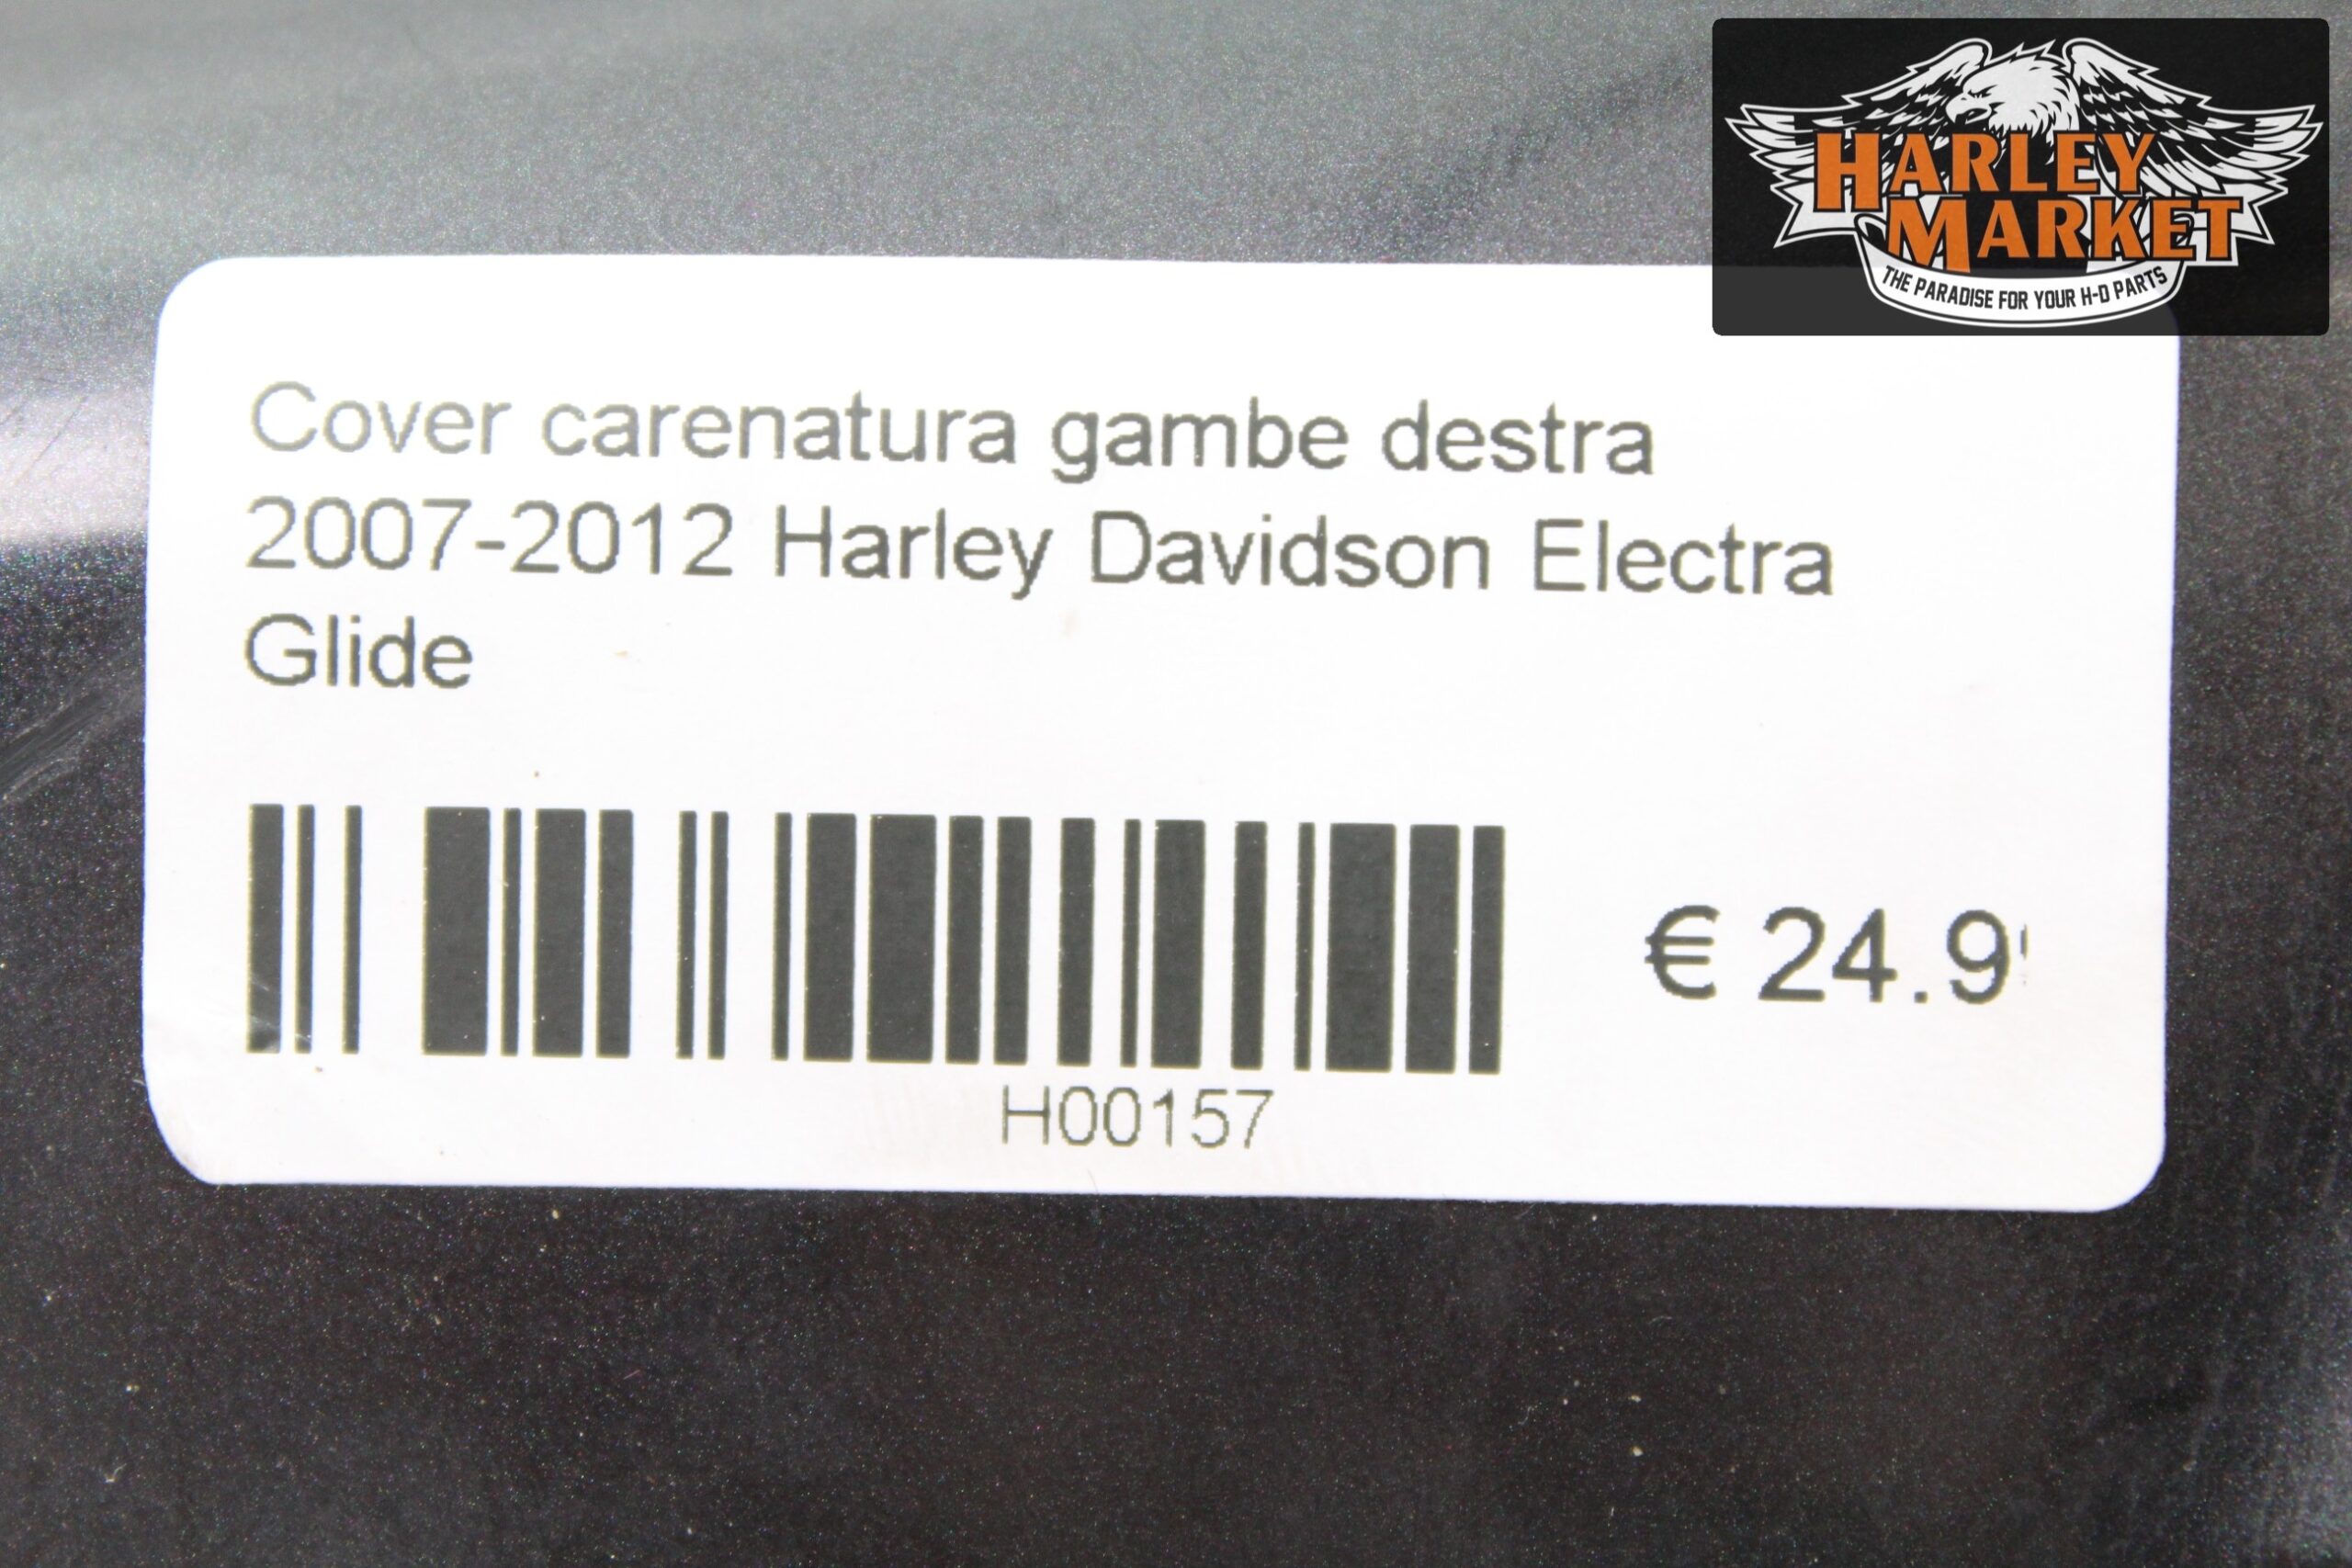 HARLEY
MARKET
THE PARADISE FOR YOUR H-D PARTS
Cover carenatura gambe destra
2007-2012 Harley Davidson Electra
Glide
€ 24.9
H00157